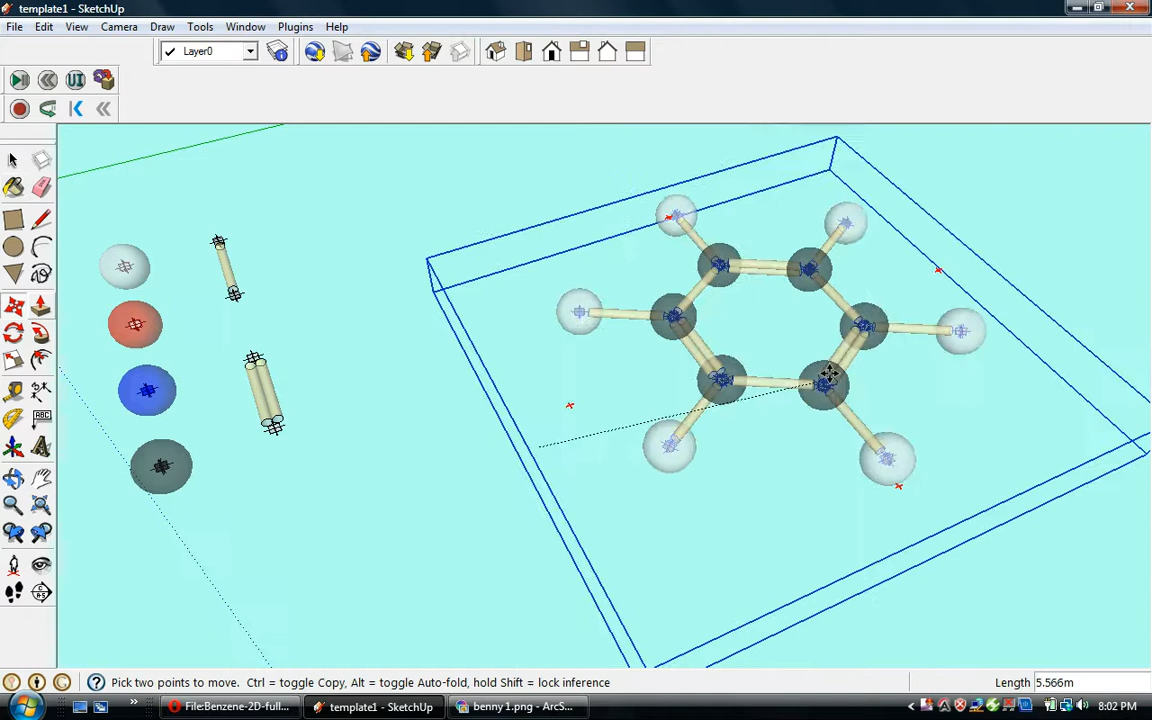 template1 - SketchUp
File Edit View Camera Draw Tools Window Plugins Help
Layer0
UI
ABC
Pick two points to move. Ctrl = toggle Copy, Alt = toggle Auto-fold, hold Shift = lock inference
Length 5.566m
File:Benzene-2D-full...
template1 - SketchUp
benny 1.png - ArcS...
8:02 PM